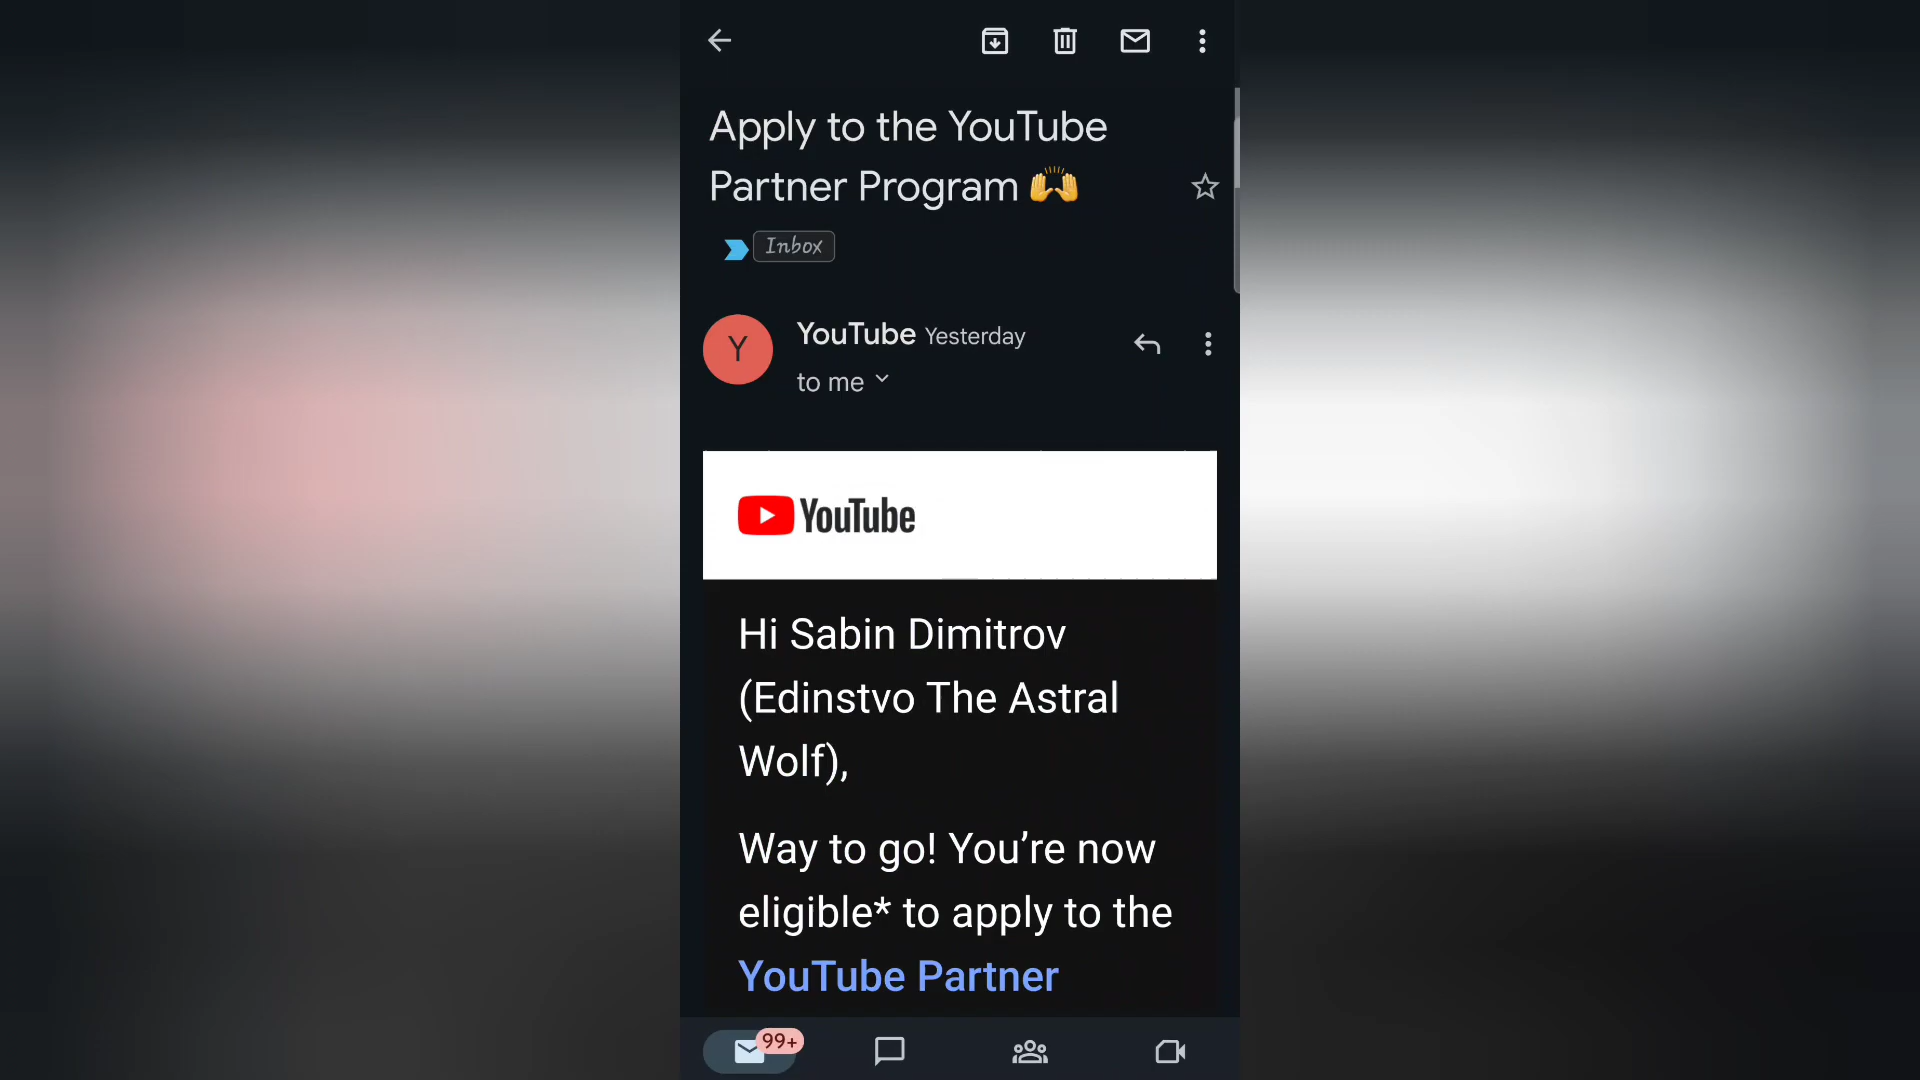 Apply to the YouTube
Partner Program 🙌
Inbox
Y
YouTube Yesterday
to me
YouTube
Hi Sabin Dimitrov
(Edinstvo The Astral
Wolf),
Way to go! You’re now
eligible* to apply to the
YouTube Partner
99+